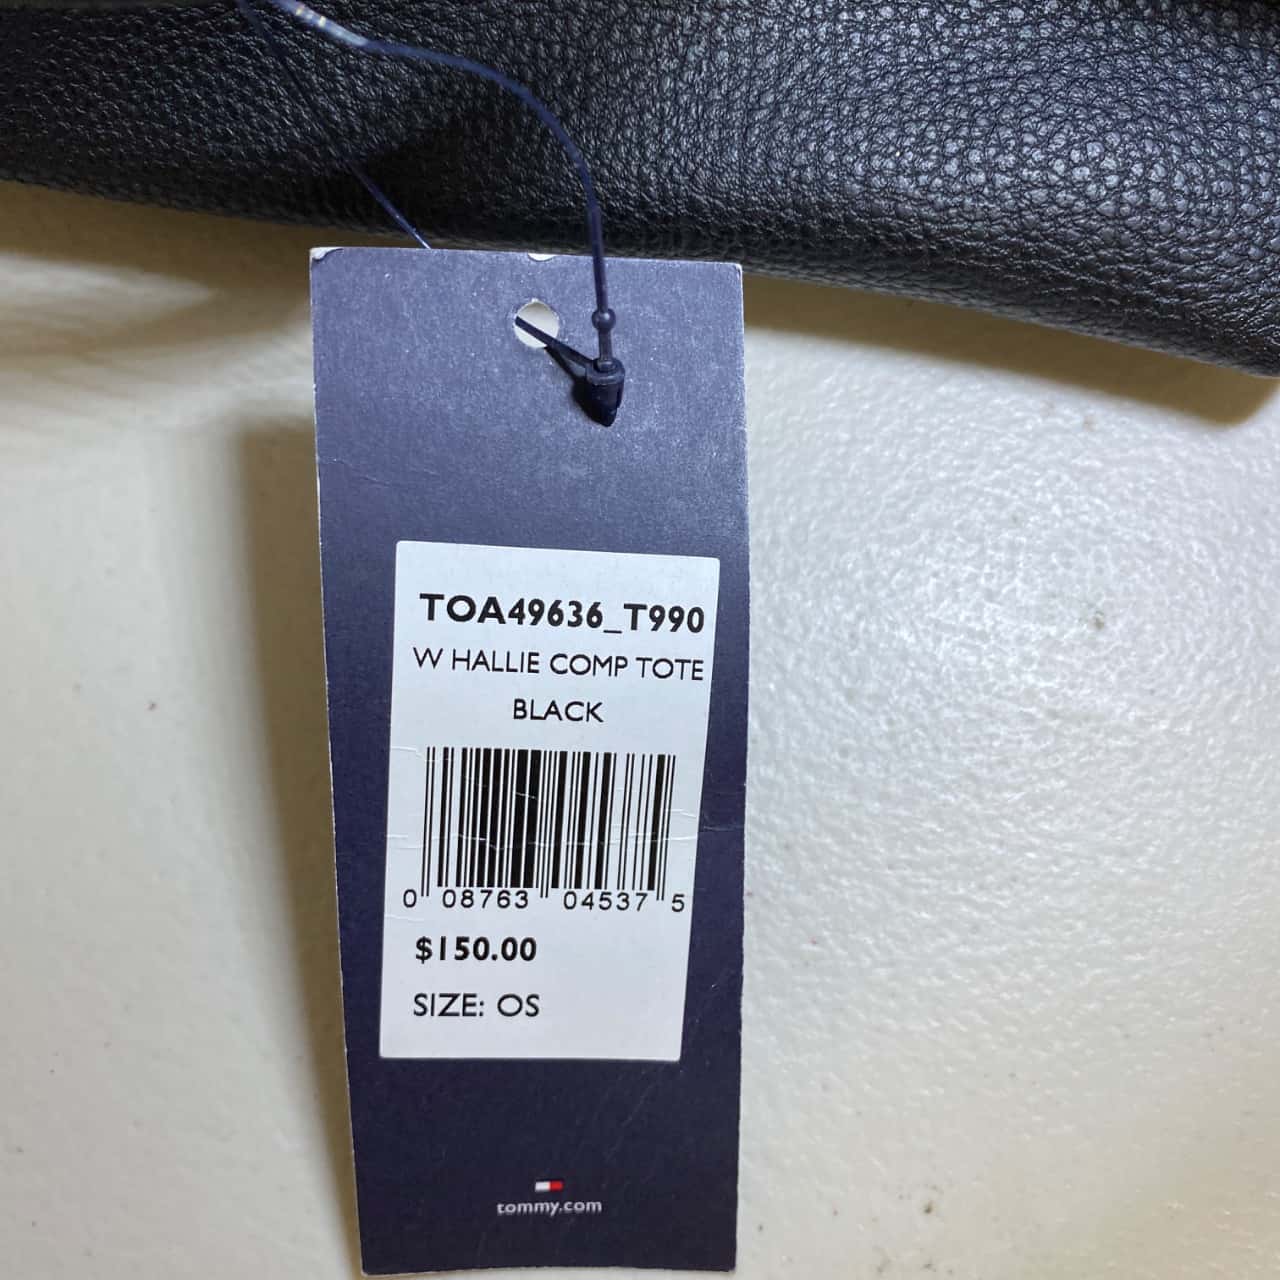 TOA49636_T990
W HALLIE COMP TOTE
BLACK
0 08763 04537 5
$150.00
SIZE: OS
tommy.com